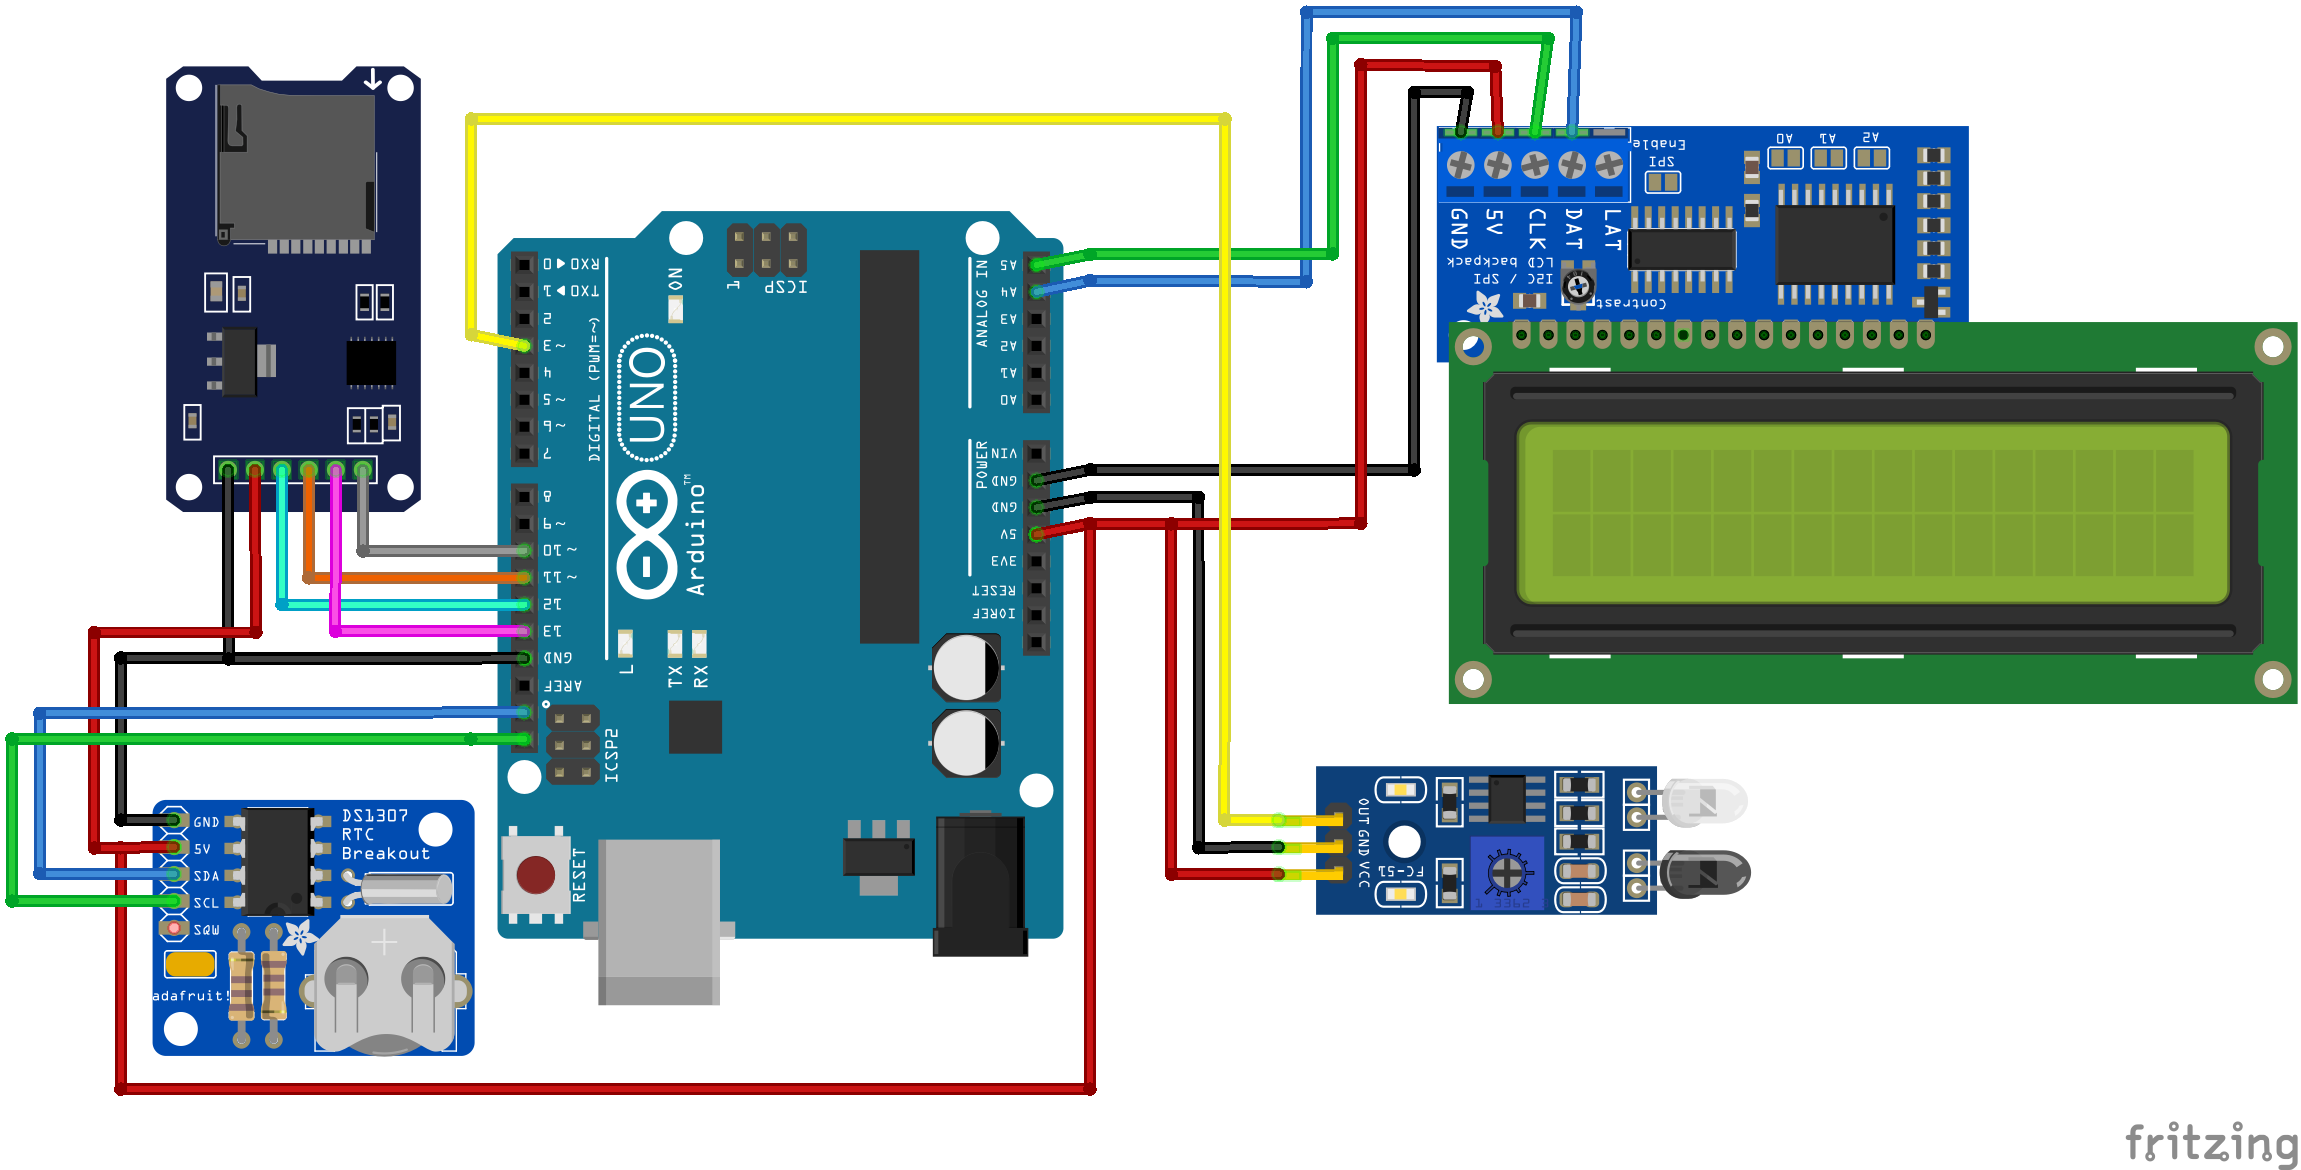 RX0 ▶ 0
TX0 ▶ 1
2
3 ~
4
5 ~
6 ~
7
8
9 ~
10 ~
11 ~
12
13
GND
AREF
DIGITAL (PWM=~)
ON
1
ICSP
UNO
Arduino™
L
TX
RX
ICSP2
RESET
ANALOG IN
A5
A4
A3
A2
A1
A0
POWER
VIN
GND
GND
5V
3V3
RESET
IOREF
GND
5V
CLK
DAT
LAT
SPI
Enable
A0
A1
A2
I2C / SPI
LCD backpack
Contrast
DS1307
RTC
Breakout
GND
5V
SDA
SCL
SQW
adafruit!
OUT
GND
VCC
FC-51
1 3362
fritzing